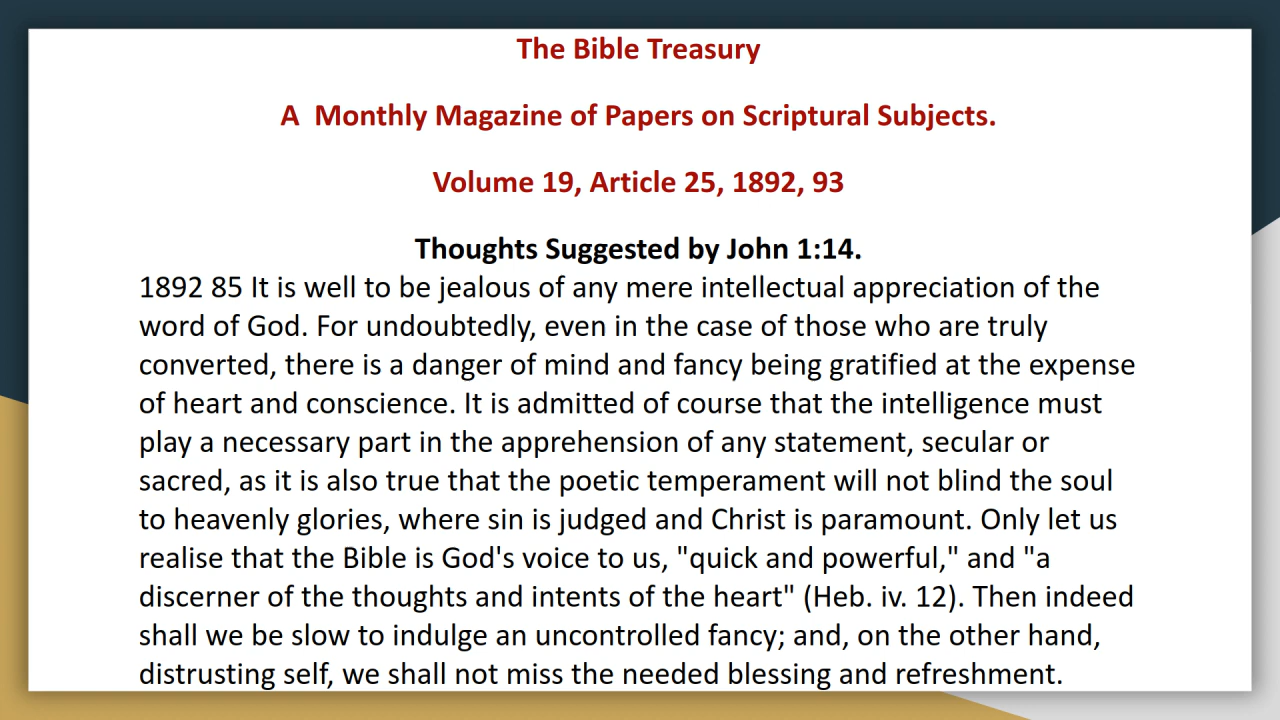 The Bible Treasury
A  Monthly Magazine of Papers on Scriptural Subjects.
Volume 19, Article 25, 1892, 93
Thoughts Suggested by John 1:14.
1892 85 It is well to be jealous of any mere intellectual appreciation of the
word of God. For undoubtedly, even in the case of those who are truly
converted, there is a danger of mind and fancy being gratified at the expense
of heart and conscience. It is admitted of course that the intelligence must
play a necessary part in the apprehension of any statement, secular or
sacred, as it is also true that the poetic temperament will not blind the soul
to heavenly glories, where sin is judged and Christ is paramount. Only let us
realise that the Bible is God's voice to us, "quick and powerful," and "a
discerner of the thoughts and intents of the heart" (Heb. iv. 12). Then indeed
shall we be slow to indulge an uncontrolled fancy; and, on the other hand,
distrusting self, we shall not miss the needed blessing and refreshment.